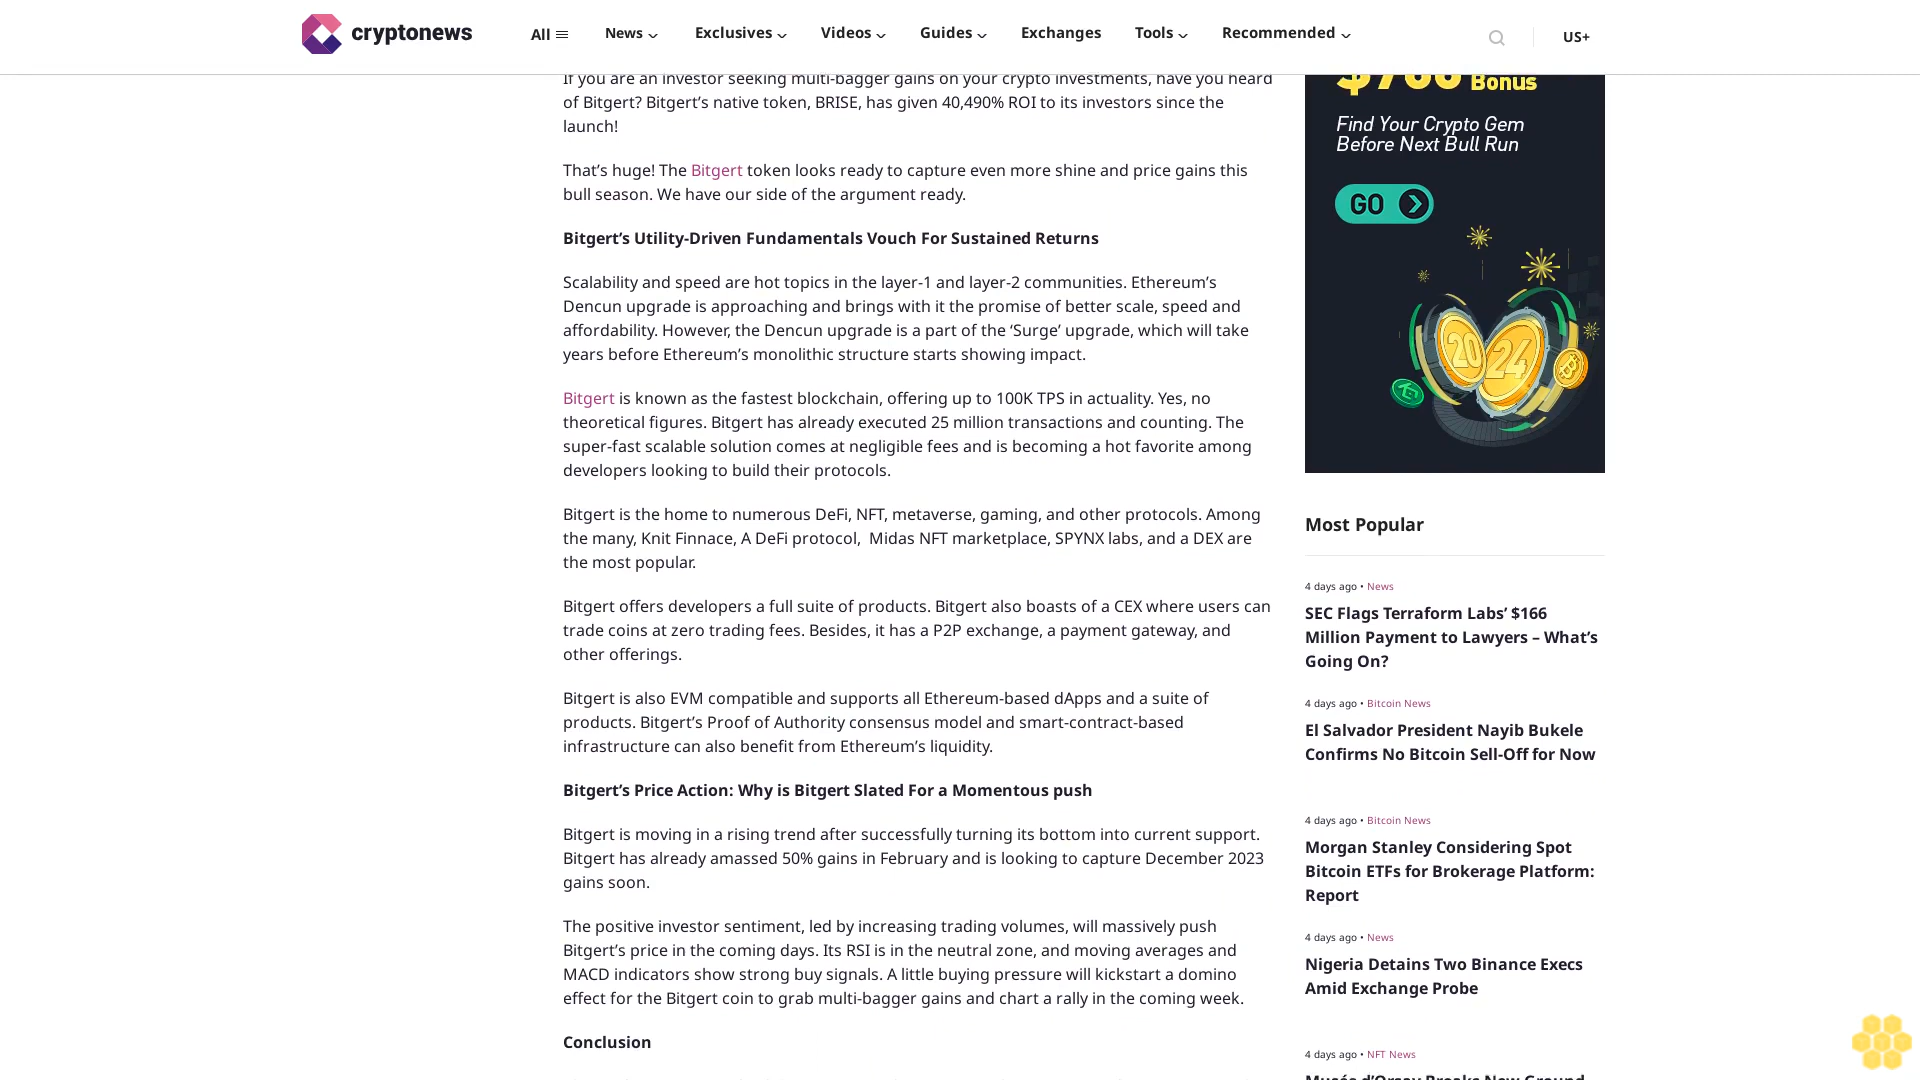 cryptonews
All
News
Exclusives
Videos
Guides
Exchanges
Tools
Recommended
US+
If you are an investor seeking multi-bagger gains on your crypto investments, have you heard
of Bitgert? Bitgert’s native token, BRISE, has given 40,490% ROI to its investors since the
launch!
That’s huge! The Bitgert token looks ready to capture even more shine and price gains this
bull season. We have our side of the argument ready.
Bitgert’s Utility-Driven Fundamentals Vouch For Sustained Returns
Scalability and speed are hot topics in the layer-1 and layer-2 communities. Ethereum’s
Dencun upgrade is approaching and brings with it the promise of better scale, speed and
affordability. However, the Dencun upgrade is a part of the ‘Surge’ upgrade, which will take
years before Ethereum’s monolithic structure starts showing impact.
Bitgert is known as the fastest blockchain, offering up to 100K TPS in actuality. Yes, no
theoretical figures. Bitgert has already executed 25 million transactions and counting. The
super-fast scalable solution comes at negligible fees and is becoming a hot favorite among
developers looking to build their protocols.
Bitgert is the home to numerous DeFi, NFT, metaverse, gaming, and other protocols. Among
the many, Knit Finnace, A DeFi protocol,  Midas NFT marketplace, SPYNX labs, and a DEX are
the most popular.
Bitgert offers developers a full suite of products. Bitgert also boasts of a CEX where users can
trade coins at zero trading fees. Besides, it has a P2P exchange, a payment gateway, and
other offerings.
Bitgert is also EVM compatible and supports all Ethereum-based dApps and a suite of
products. Bitgert’s Proof of Authority consensus model and smart-contract-based
infrastructure can also benefit from Ethereum’s liquidity.
Bitgert’s Price Action: Why is Bitgert Slated For a Momentous push
Bitgert is moving in a rising trend after successfully turning its bottom into current support.
Bitgert has already amassed 50% gains in February and is looking to capture December 2023
gains soon.
The positive investor sentiment, led by increasing trading volumes, will massively push
Bitgert’s price in the coming days. Its RSI is in the neutral zone, and moving averages and
MACD indicators show strong buy signals. A little buying pressure will kickstart a domino
effect for the Bitgert coin to grab multi-bagger gains and chart a rally in the coming week.
Conclusion
Bonus
Find Your Crypto Gem
Before Next Bull Run
GO
20
24
Most Popular
4 days ago • News
SEC Flags Terraform Labs’ $166
Million Payment to Lawyers – What’s
Going On?
4 days ago • Bitcoin News
El Salvador President Nayib Bukele
Confirms No Bitcoin Sell-Off for Now
4 days ago • Bitcoin News
Morgan Stanley Considering Spot
Bitcoin ETFs for Brokerage Platform:
Report
4 days ago • News
Nigeria Detains Two Binance Execs
Amid Exchange Probe
4 days ago • NFT News
Musée d’Orsay Breaks New Ground